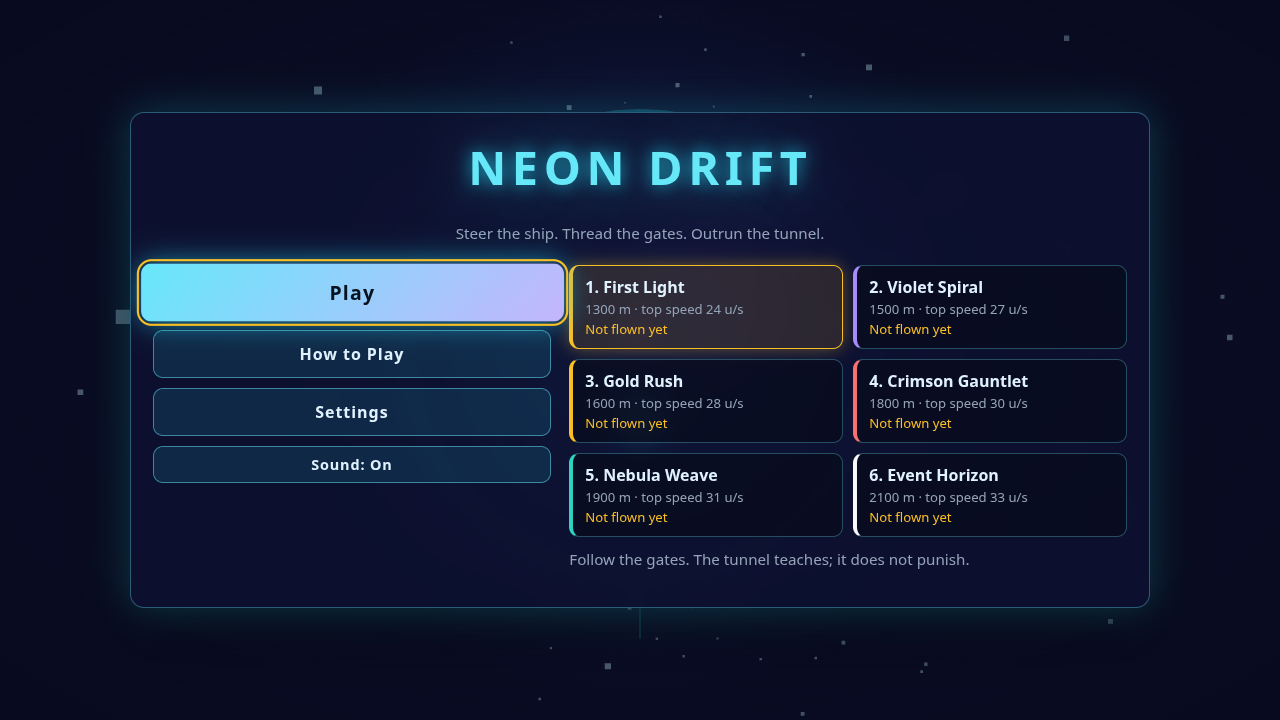 NEON DRIFT
Steer the ship. Thread the gates. Outrun the tunnel.
Play
How to Play
Settings
Sound: On
1. First Light
1300 m · top speed 24 u/s
Not flown yet
2. Violet Spiral
1500 m · top speed 27 u/s
Not flown yet
3. Gold Rush
1600 m · top speed 28 u/s
Not flown yet
4. Crimson Gauntlet
1800 m · top speed 30 u/s
Not flown yet
5. Nebula Weave
1900 m · top speed 31 u/s
Not flown yet
6. Event Horizon
2100 m · top speed 33 u/s
Not flown yet
Follow the gates. The tunnel teaches; it does not punish.